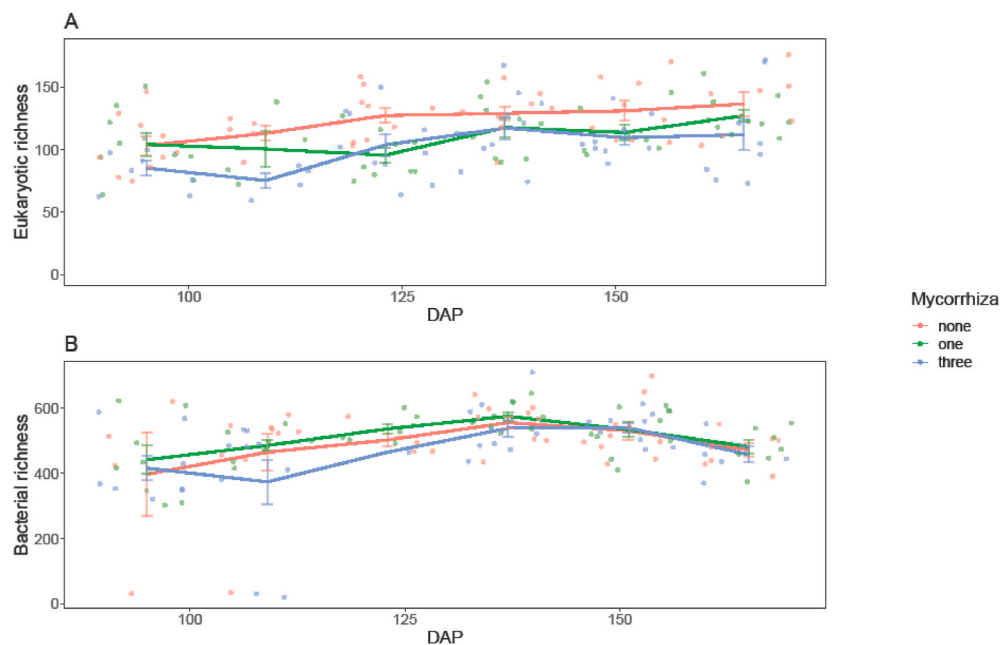 A
Eukaryotic richness
150
100
50
0
100
125
150
DAP
Mycorrhiza
none
one
three
B
Bacterial richness
600
400
200
0
100
125
150
DAP